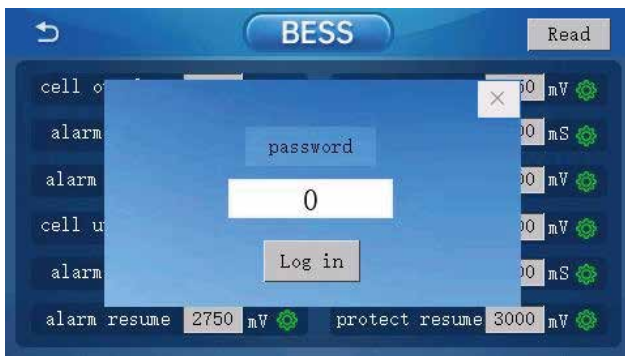 BESS
Read
cell o
mV
×
alarm
mS
password
alarm
mV
0
cell u
mV
Log in
alarm
mS
alarm resume 2750 mV protect resume 3000 mV